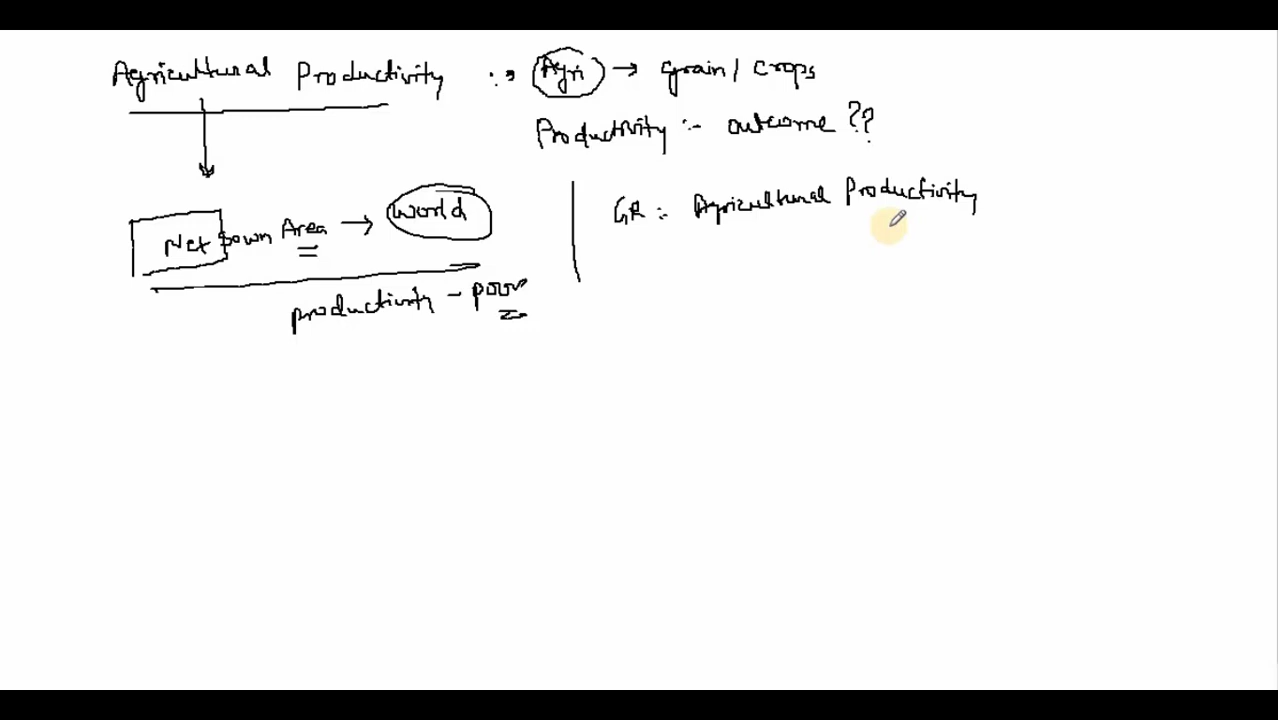 Agricultural Productivity :, Agri → grain / crops
Productivity :- outcome ??
Net Sown Area → world
productivity - poor
GR :- Agricultural Productivity